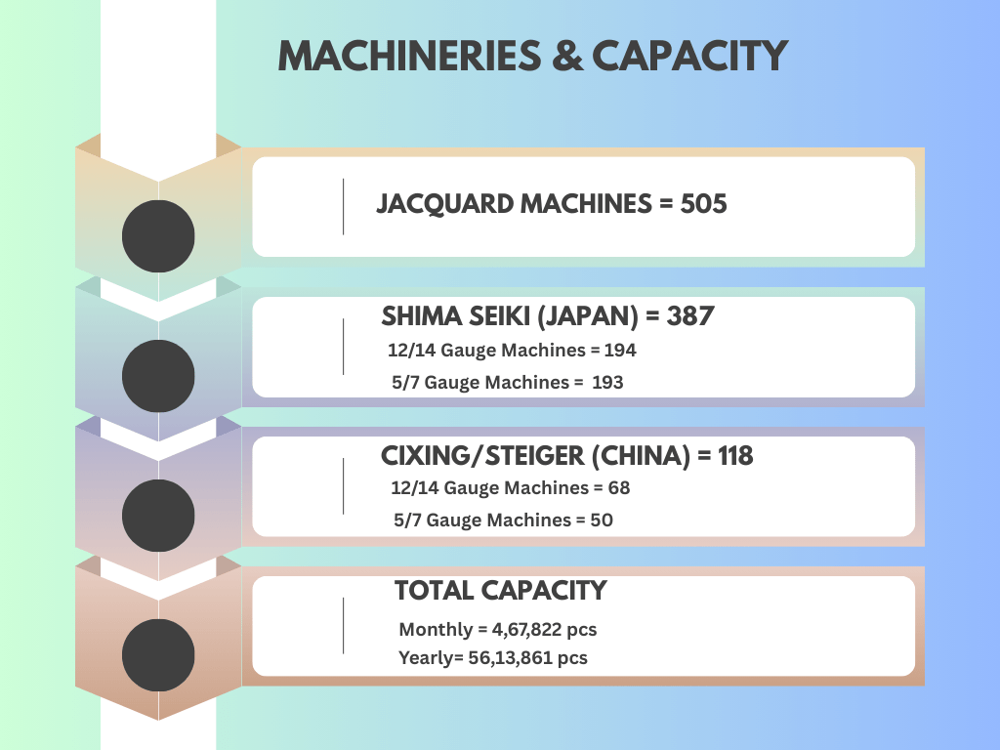 MACHINERIES & CAPACITY
JACQUARD MACHINES = 505
SHIMA SEIKI (JAPAN) = 387
12/14 Gauge Machines = 194
5/7 Gauge Machines =  193
CIXING/STEIGER (CHINA) = 118
12/14 Gauge Machines = 68
5/7 Gauge Machines = 50
TOTAL CAPACITY
Monthly = 4,67,822 pcs
Yearly= 56,13,861 pcs